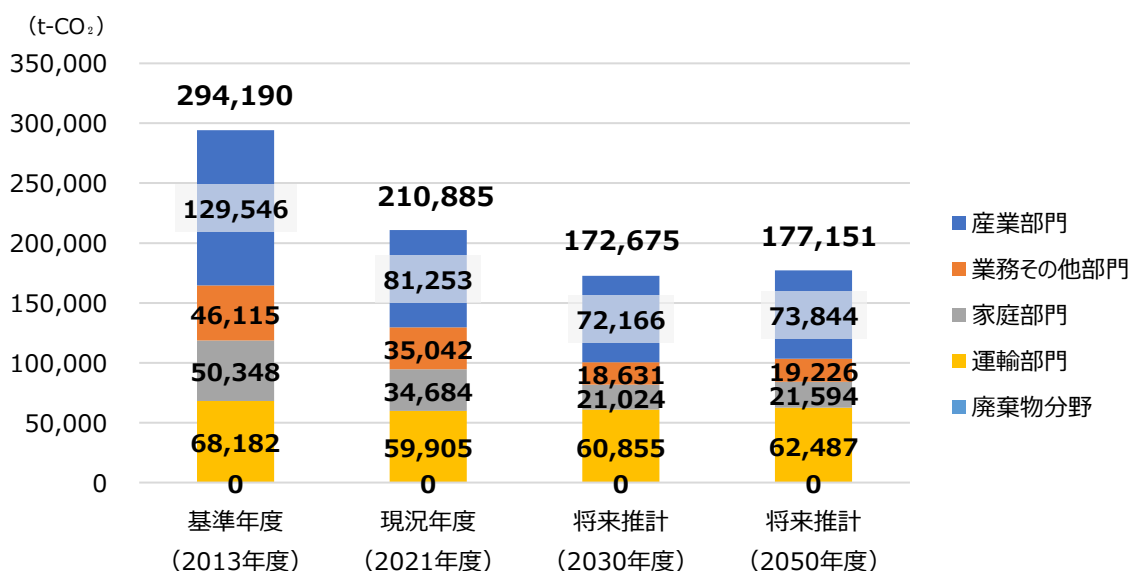 （t-CO₂）
350,000
300,000
250,000
200,000
150,000
100,000
50,000
0
294,190
129,546
46,115
50,348
68,182
0
210,885
81,253
35,042
34,684
59,905
0
172,675
72,166
18,631
21,024
60,855
0
177,151
73,844
19,226
21,594
62,487
0
基準年度
（2013年度）
現況年度
（2021年度）
将来推計
（2030年度）
将来推計
（2050年度）
産業部門
業務その他部門
家庭部門
運輸部門
廃棄物分野